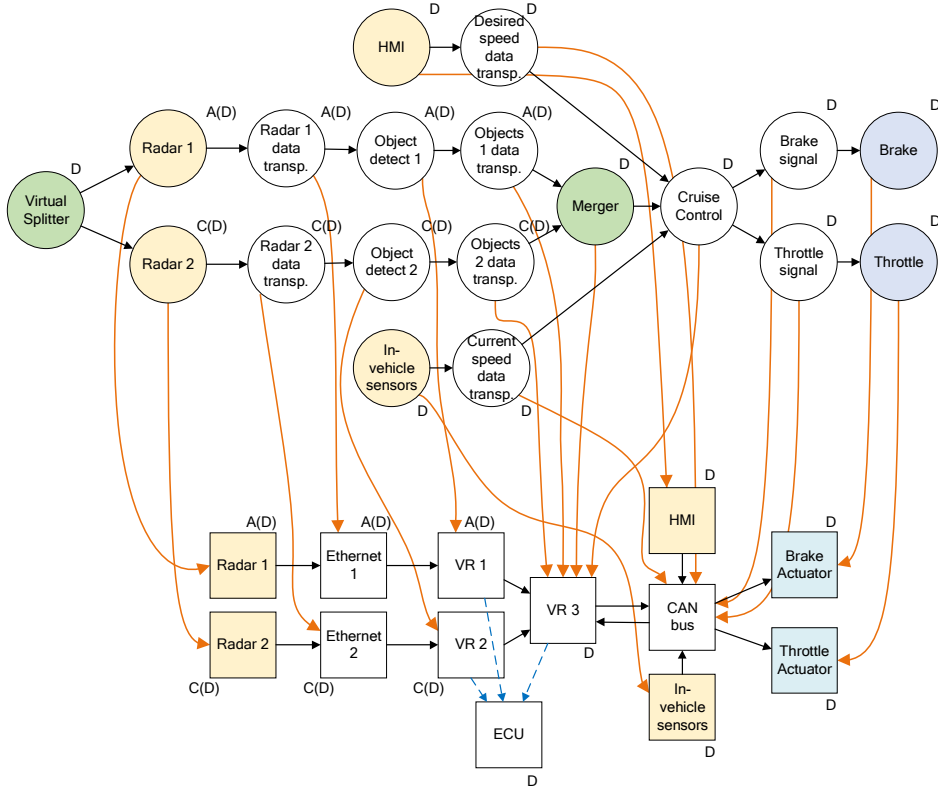 D
D
HMI
Desired
speed
data
transp.
A(D)
A(D)
A(D)
A(D)
D
D
Radar 1
Radar 1
data
transp.
Object
detect 1
Objects
1 data
transp.
Brake
signal
Brake
D
D
D
Virtual
Splitter
Merger
Cruise
Control
C(D)
C(D)
C(D)
C(D)
D
D
Radar 2
Radar 2
data
transp.
Object
detect 2
Objects
2 data
transp.
Throttle
signal
Throttle
In-
vehicle
sensors
Current
speed
data
transp.
D
D
D
HMI
A(D)
A(D)
A(D)
D
Radar 1
Ethernet
1
VR 1
Brake
Actuator
VR 3
CAN
bus
Radar 2
Ethernet
2
VR 2
D
Throttle
Actuator
C(D)
C(D)
C(D)
In-
vehicle
sensors
D
ECU
D
D